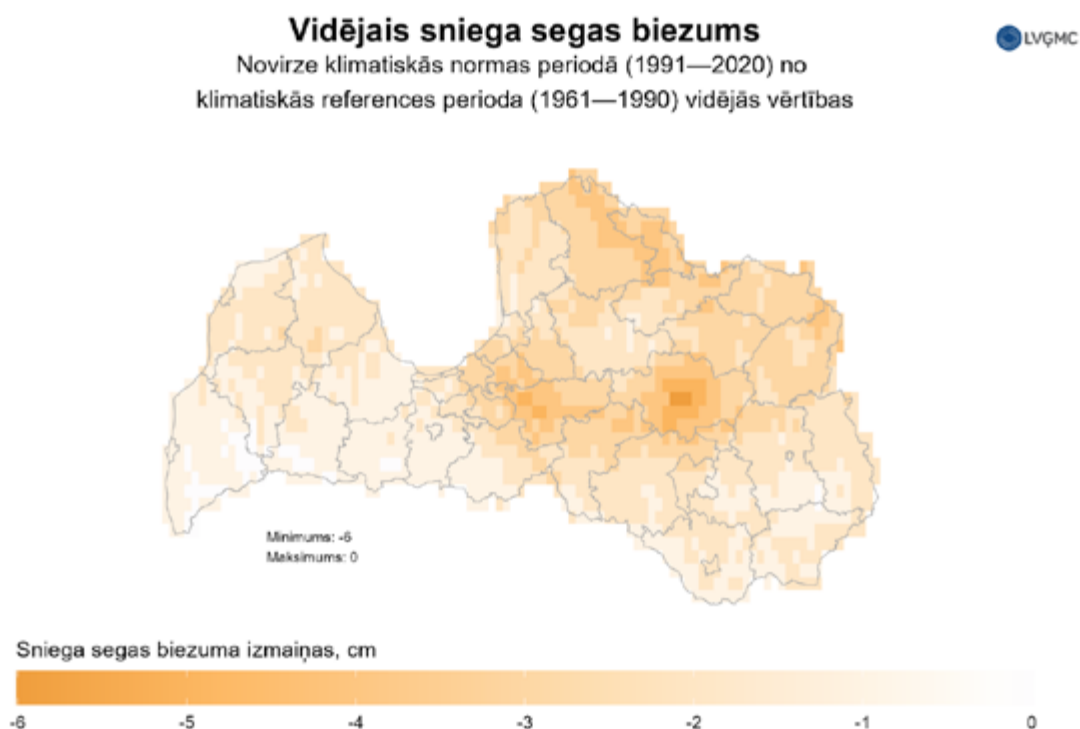 Vidējais sniega segas biezums
LVĢMC
Novirze klimatiskās normas periodā (1991—2020) no
klimatiskās references perioda (1961—1990) vidējās vērtības
Minimums: -6
Maksimums: 0
Sniega segas biezuma izmaiņas, cm
-6 -5 -4 -3 -2 -1 0